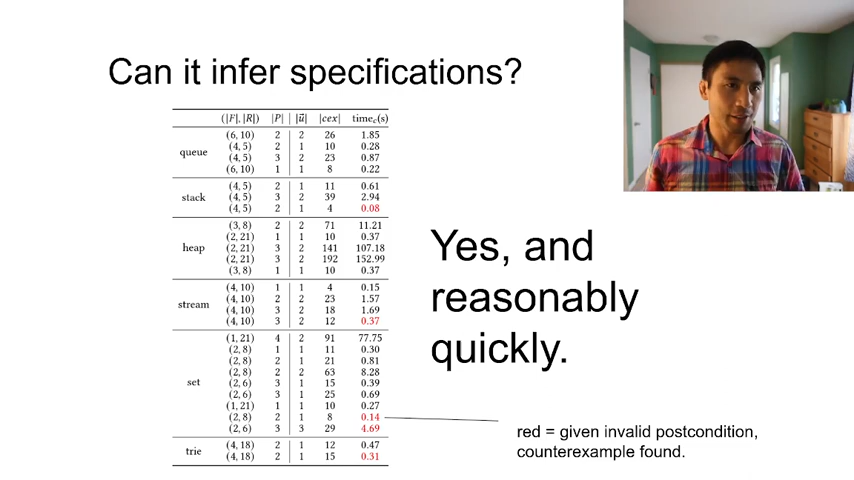 Can it infer specifications?
(|F|, |R|) |P| |u⃗| |cex| time_c(s)
queue
(6, 10) 2 2 26 1.85
(4, 5) 2 1 10 0.28
(4, 5) 3 2 23 0.87
(6, 10) 1 1 8 0.22
stack
(4, 5) 2 1 11 0.61
(4, 5) 3 2 39 2.94
(4, 5) 2 1 4 0.08
heap
(3, 8) 2 2 71 11.21
(2, 21) 1 1 10 0.37
(2, 21) 3 2 141 107.18
(2, 21) 3 2 192 152.99
(3, 8) 1 1 10 0.37
stream
(4, 10) 1 1 4 0.15
(4, 10) 2 2 23 1.57
(4, 10) 3 2 18 1.69
(4, 10) 3 2 12 0.37
set
(1, 21) 4 2 91 77.75
(2, 8) 1 1 11 0.30
(2, 8) 2 1 21 0.81
(2, 8) 2 2 63 8.28
(2, 6) 3 1 15 0.39
(2, 6) 3 1 25 0.69
(1, 21) 1 1 10 0.27
(2, 8) 2 1 8 0.14
(2, 6) 3 3 29 4.69
trie
(4, 18) 2 1 12 0.47
(4, 18) 2 1 15 0.31
Yes, and
reasonably
quickly.
red = given invalid postcondition,
counterexample found.